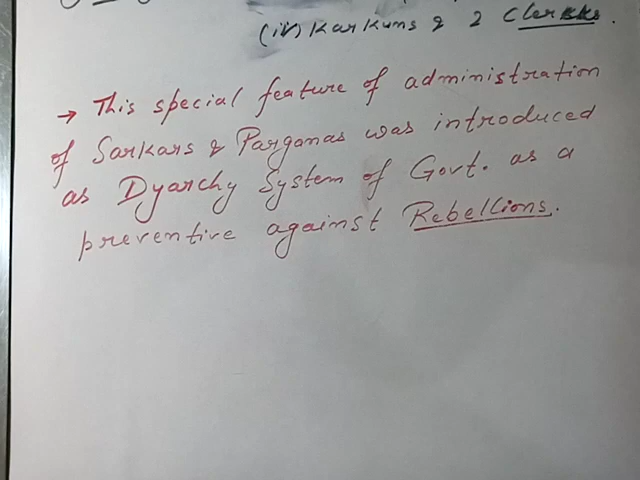 (iv) Karkuns & 2 Clerks.
→ This special feature of administration
of Sarkars & Parganas was introduced
as Dyarchy System of Govt. as a
preventive against Rebellions.